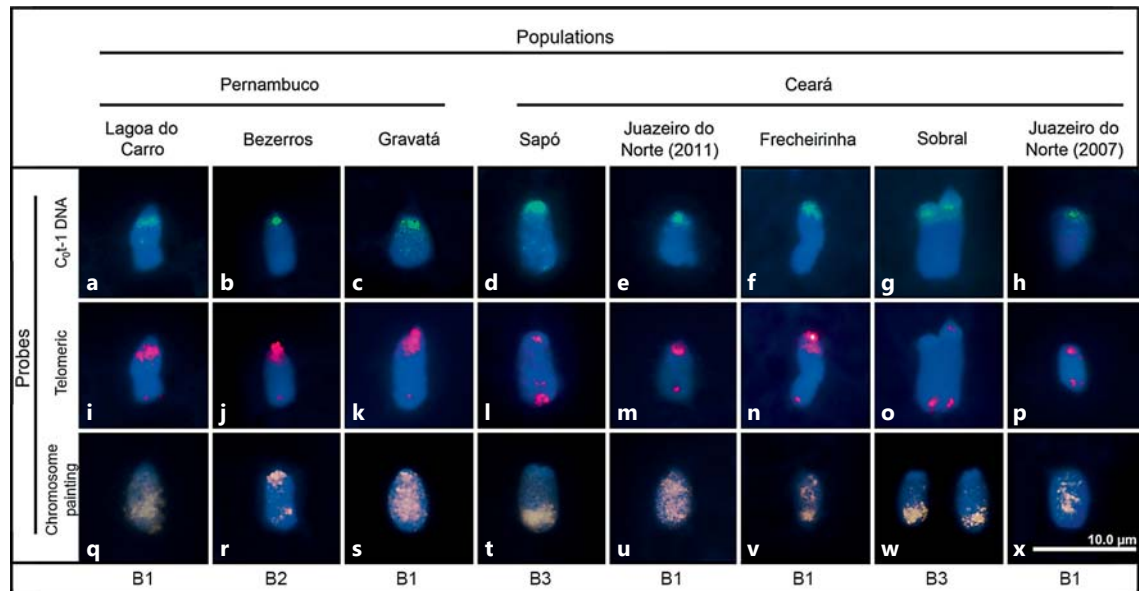 Populations
Pernambuco
Ceará
Lagoa do Carro
Bezerros
Gravatá
Sapó
Juazeiro do Norte (2011)
Frecheirinha
Sobral
Juazeiro do Norte (2007)
Probes
C₀t-1 DNA
a
b
c
d
e
f
g
h
Telomeric
i
j
k
l
m
n
o
p
Chromosome painting
q
r
s
t
u
v
w
x
10.0 µm
B1
B2
B1
B3
B1
B1
B3
B1